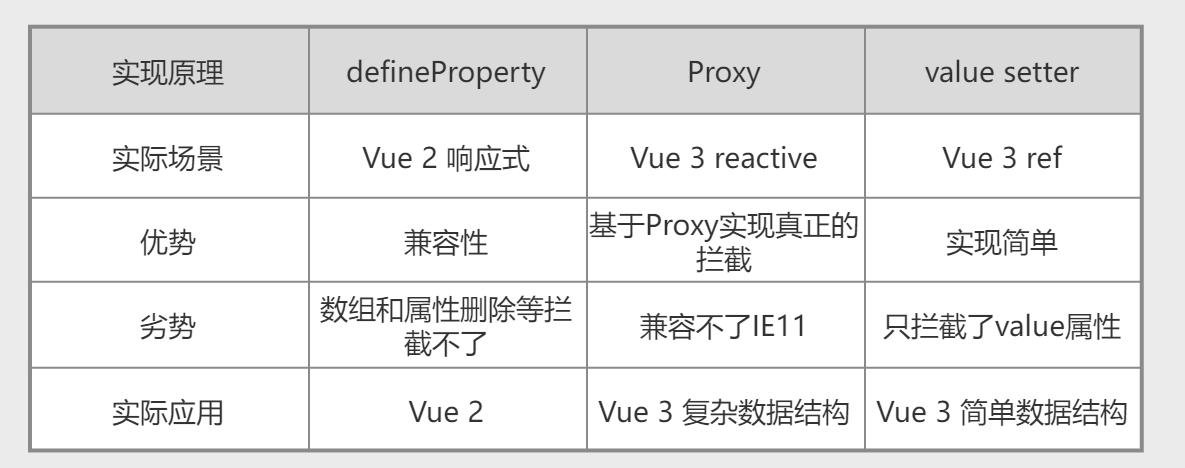 实现原理 defineProperty Proxy value setter
实际场景 Vue 2 响应式 Vue 3 reactive Vue 3 ref
优势 兼容性 基于Proxy实现真正的
拦截 实现简单
劣势 数组和属性删除等拦
截不了 兼容不了IE11 只拦截了value属性
实际应用 Vue 2 Vue 3 复杂数据结构 Vue 3 简单数据结构